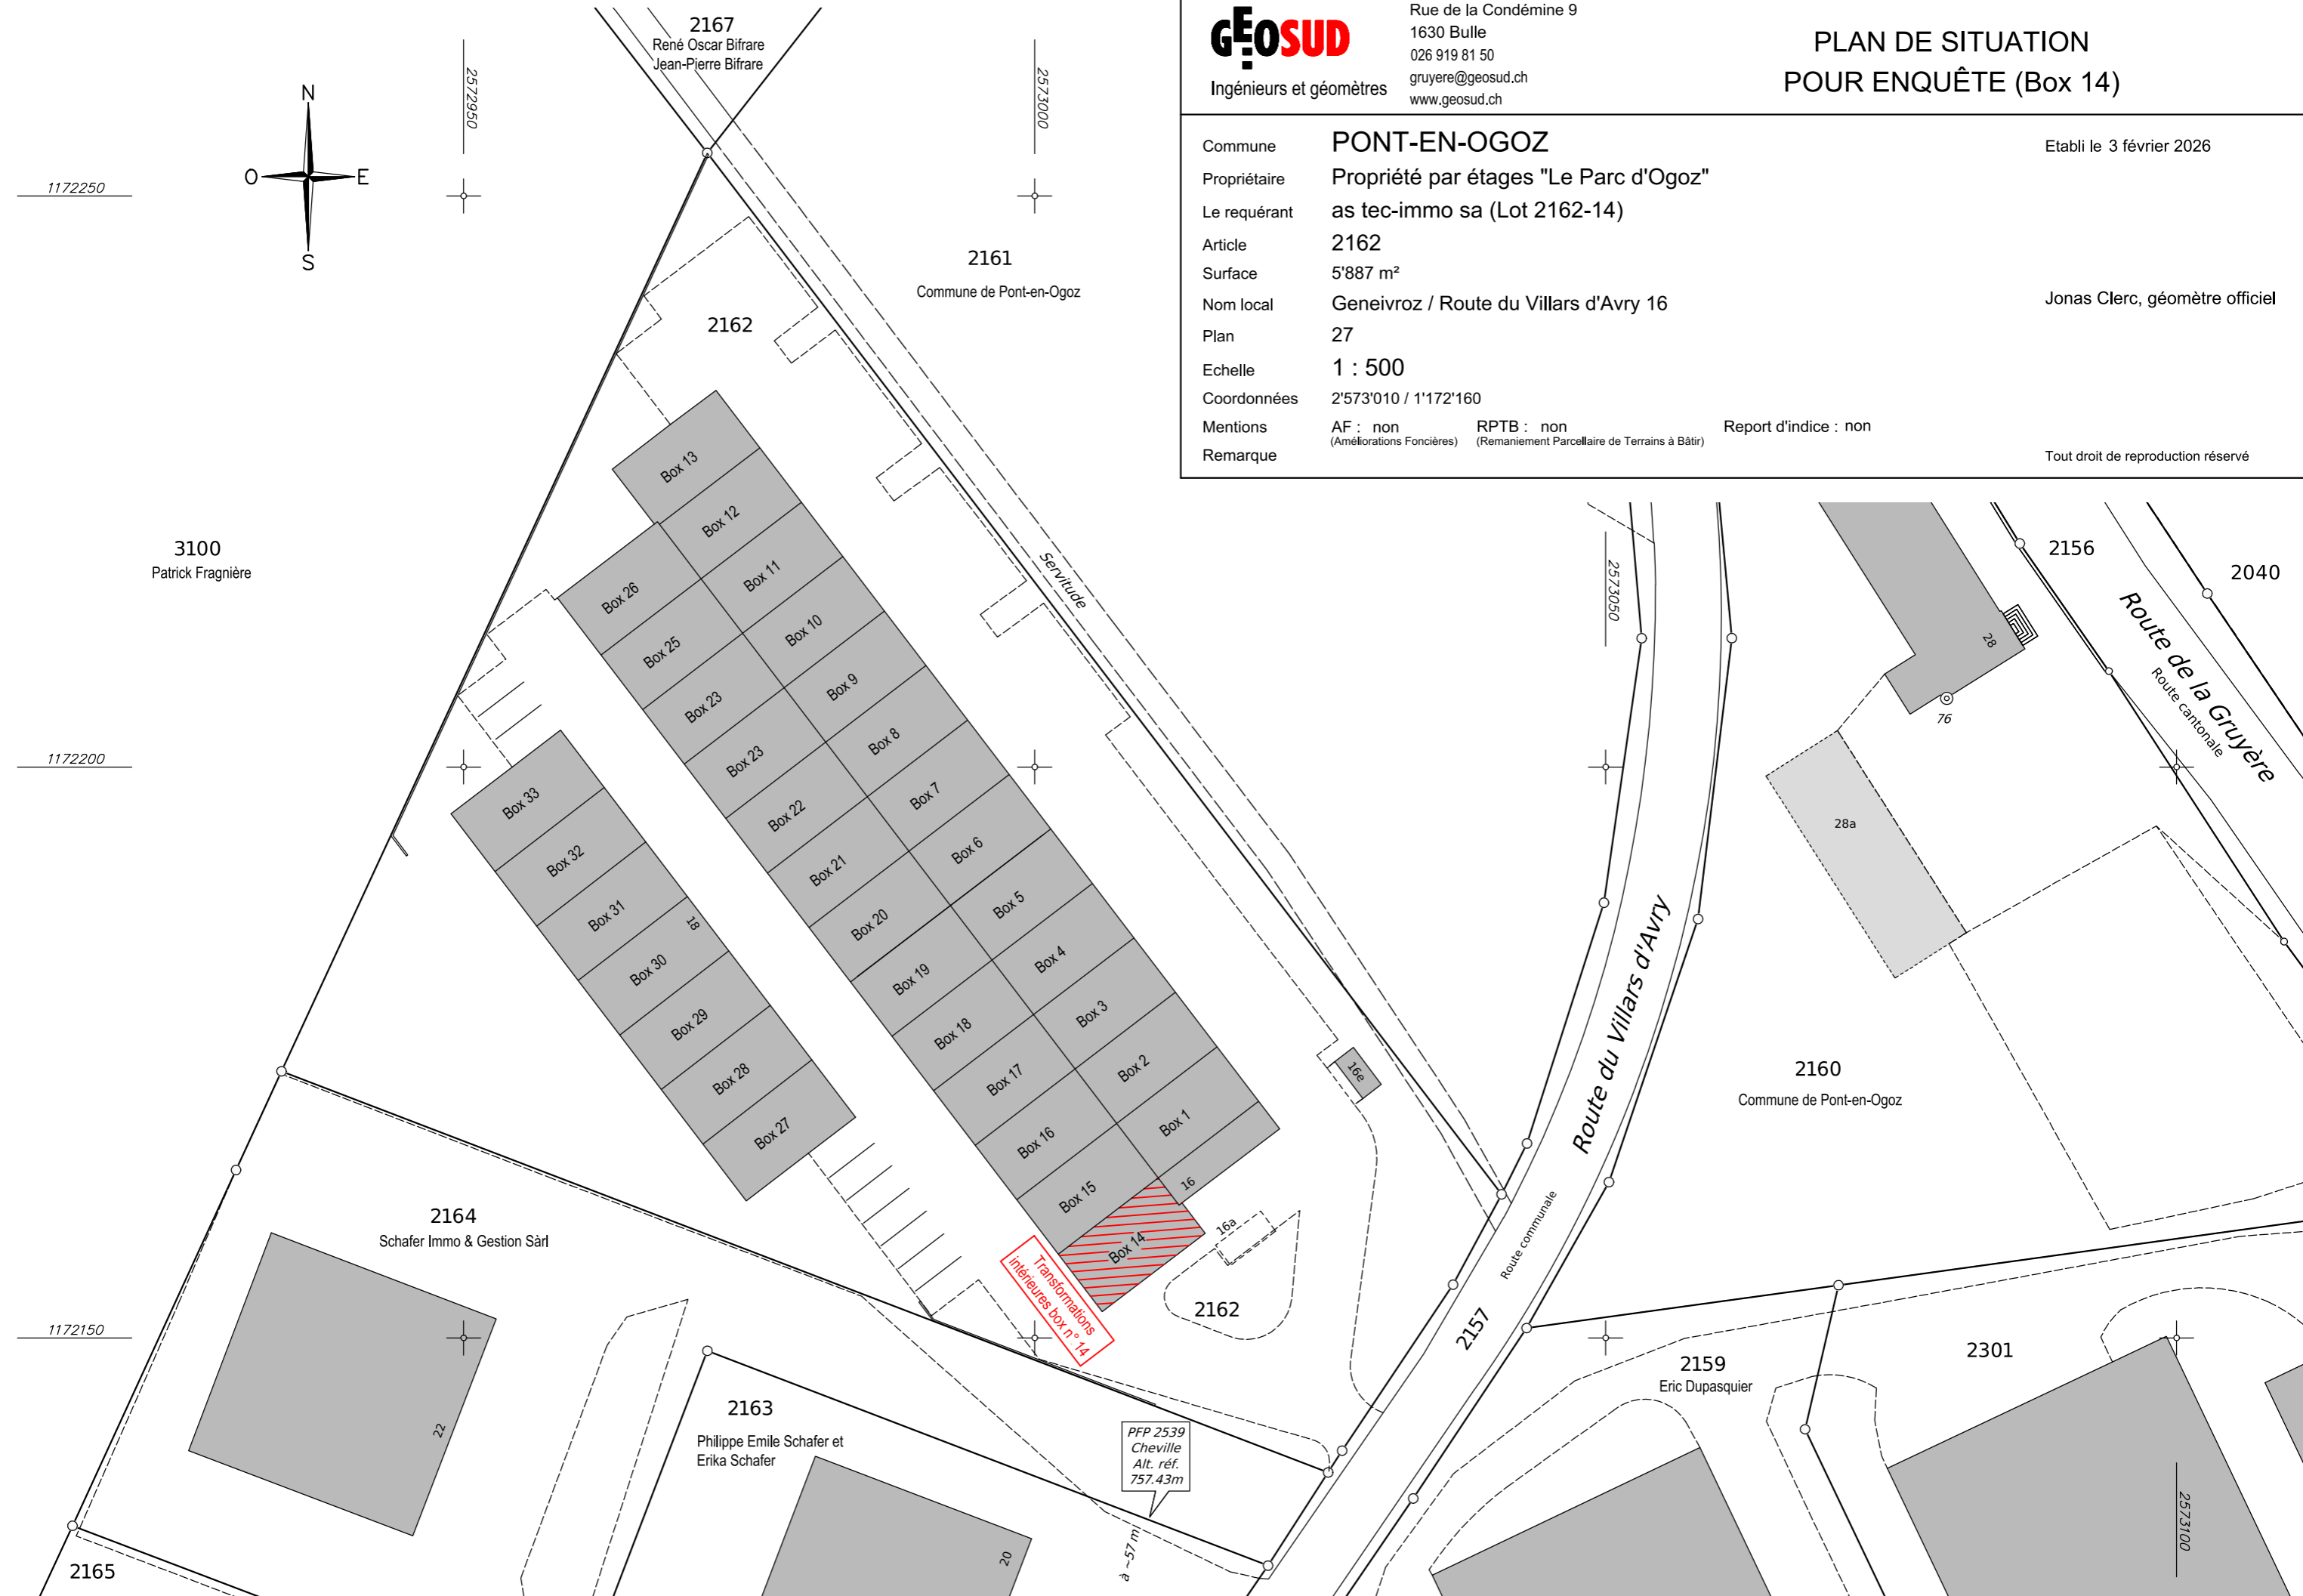 GEOSUD
Ingénieurs et géomètres
Rue de la Condémine 9
1630 Bulle
026 919 81 50
gruyere@geosud.ch
www.geosud.ch
PLAN DE SITUATION
POUR ENQUÊTE (Box 14)
Commune PONT-EN-OGOZ
Etabli le 3 février 2026
Propriétaire Propriété par étages "Le Parc d'Ogoz"
Le requérant as tec-immo sa (Lot 2162-14)
Article 2162
Surface 5'887 m²
Nom local Geneivroz / Route du Villars d'Avry 16
Jonas Clerc, géomètre officiel
Plan 27
Echelle 1 : 500
Coordonnées 2'573'010 / 1'172'160
Mentions AF : non RPTB : non Report d'indice : non
(Améliorations Foncières) (Remaniement Parcellaire de Terrains à Bâtir)
Remarque
Tout droit de reproduction réservé
2167
René Oscar Bifrare
Jean-Pierre Bifrare
2572950
2573000
N
O
E
S
1172250
2161
Commune de Pont-en-Ogoz
2162
3100
Patrick Fragnière
Servitude
2573050
2156
2040
Route de la Gruyère
Route cantonale
28
76
28a
1172200
Box 13
Box 12
Box 11
Box 10
Box 9
Box 8
Box 7
Box 6
Box 5
Box 4
Box 3
Box 2
Box 1
16
Box 26
Box 25
Box 23
Box 23
Box 22
Box 21
Box 20
Box 19
Box 18
Box 17
Box 16
Box 15
Box 14
Box 33
Box 32
Box 31
18
Box 30
Box 29
Box 28
Box 27
16e
16a
Transformations
intérieures box n° 14
2162
Route du Villars d'Avry
Route communale
2157
2160
Commune de Pont-en-Ogoz
2164
Schafer Immo & Gestion Sàrl
22
1172150
2163
Philippe Emile Schafer et
Erika Schafer
20
PFP 2539
Cheville
Alt. réf.
757.43m
à ~57 m
2159
Eric Dupasquier
2301
2573100
2165